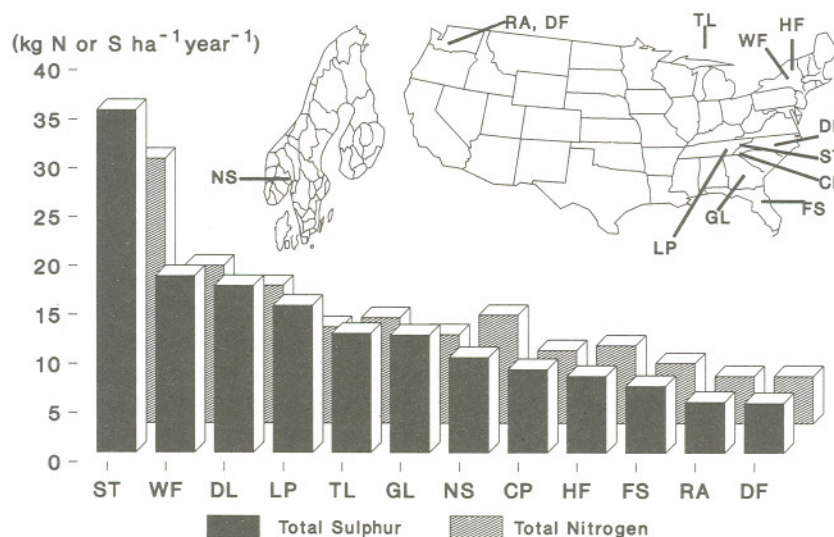 (kg N or S ha⁻¹ year⁻¹)
RA, DF
TL
HF
WF
NS
ST
GL
FS
LP
40
35
30
25
20
15
10
5
0
ST WF DL LP TL GL NS CP HF FS RA DF
Total Sulphur Total Nitrogen